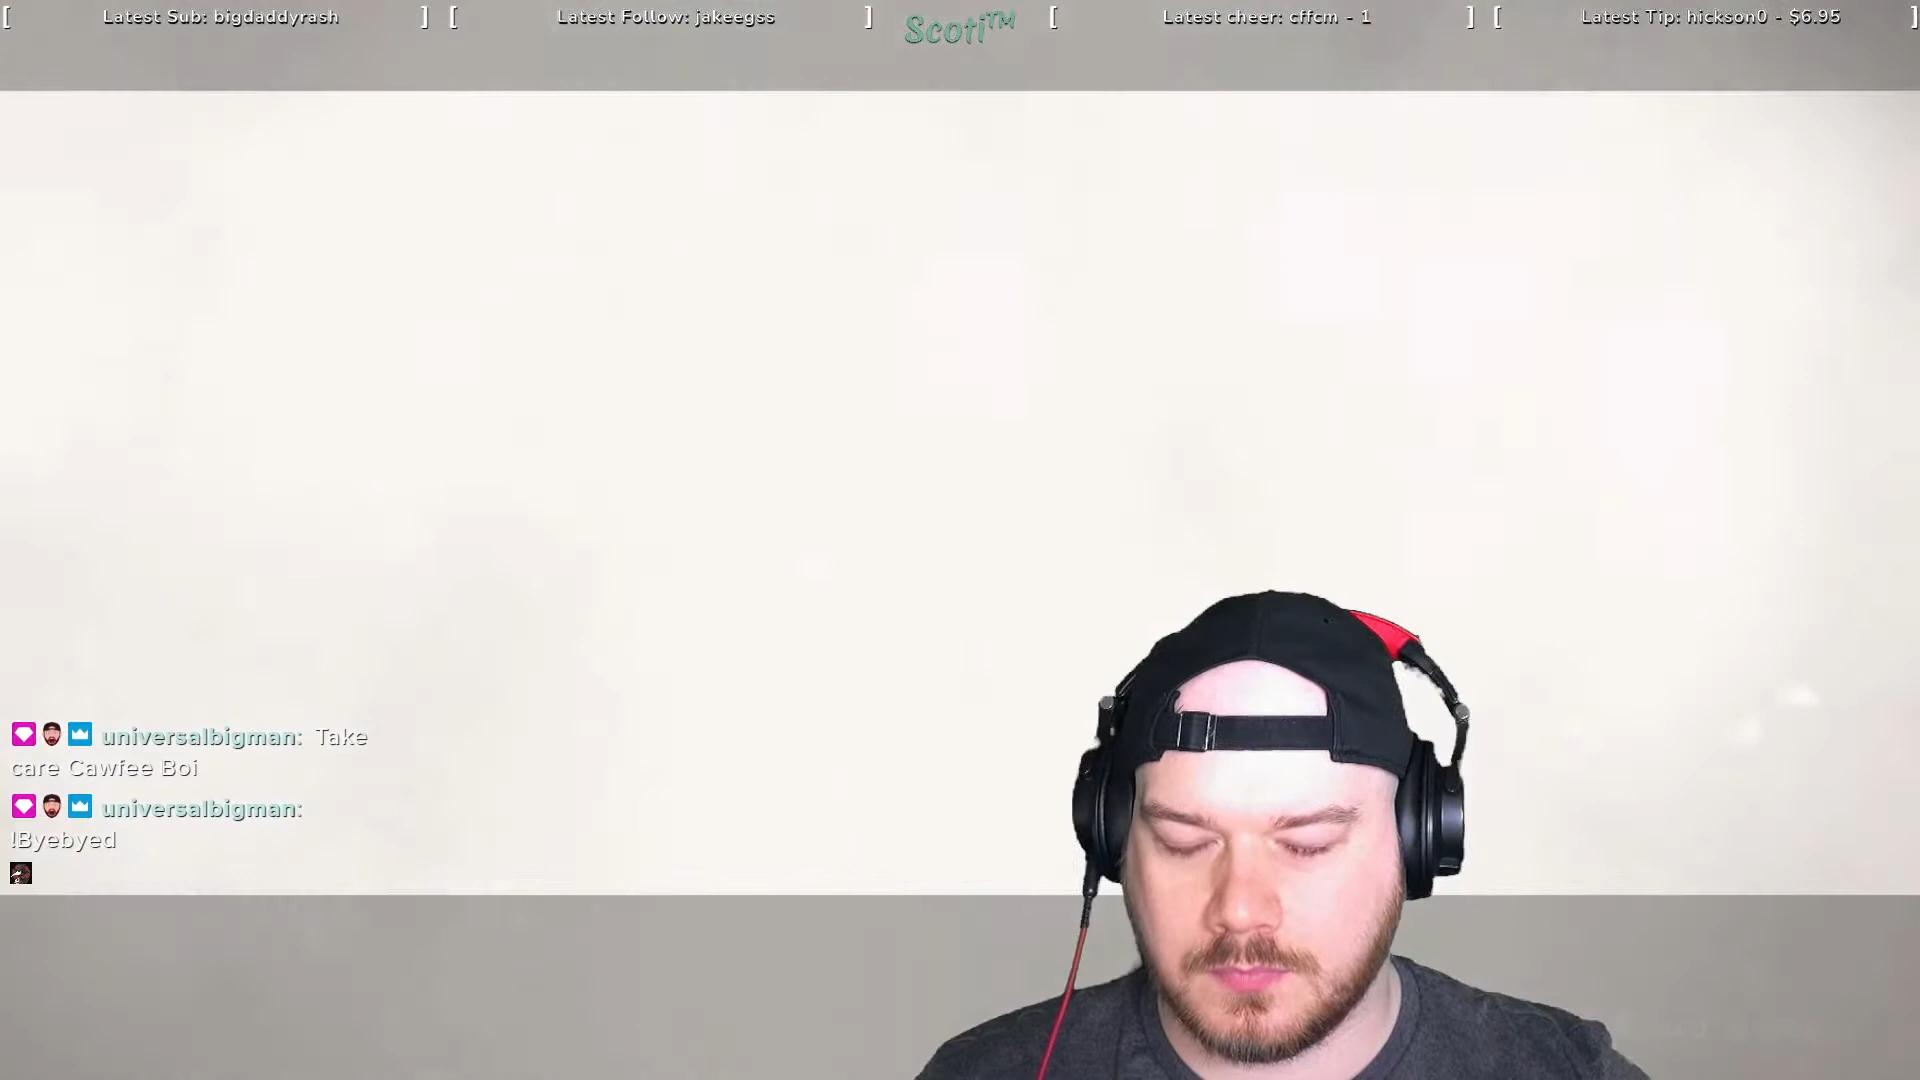 [ Latest Sub: bigdaddyrash ] [ Latest Follow: jakeegss ] Scoti™ [ Latest cheer: cffcm - 1 ] [ Latest Tip: hickson0 - $6.95 ]
universalbigman: Take
care Cawfee Boi
universalbigman:
!Byebyed